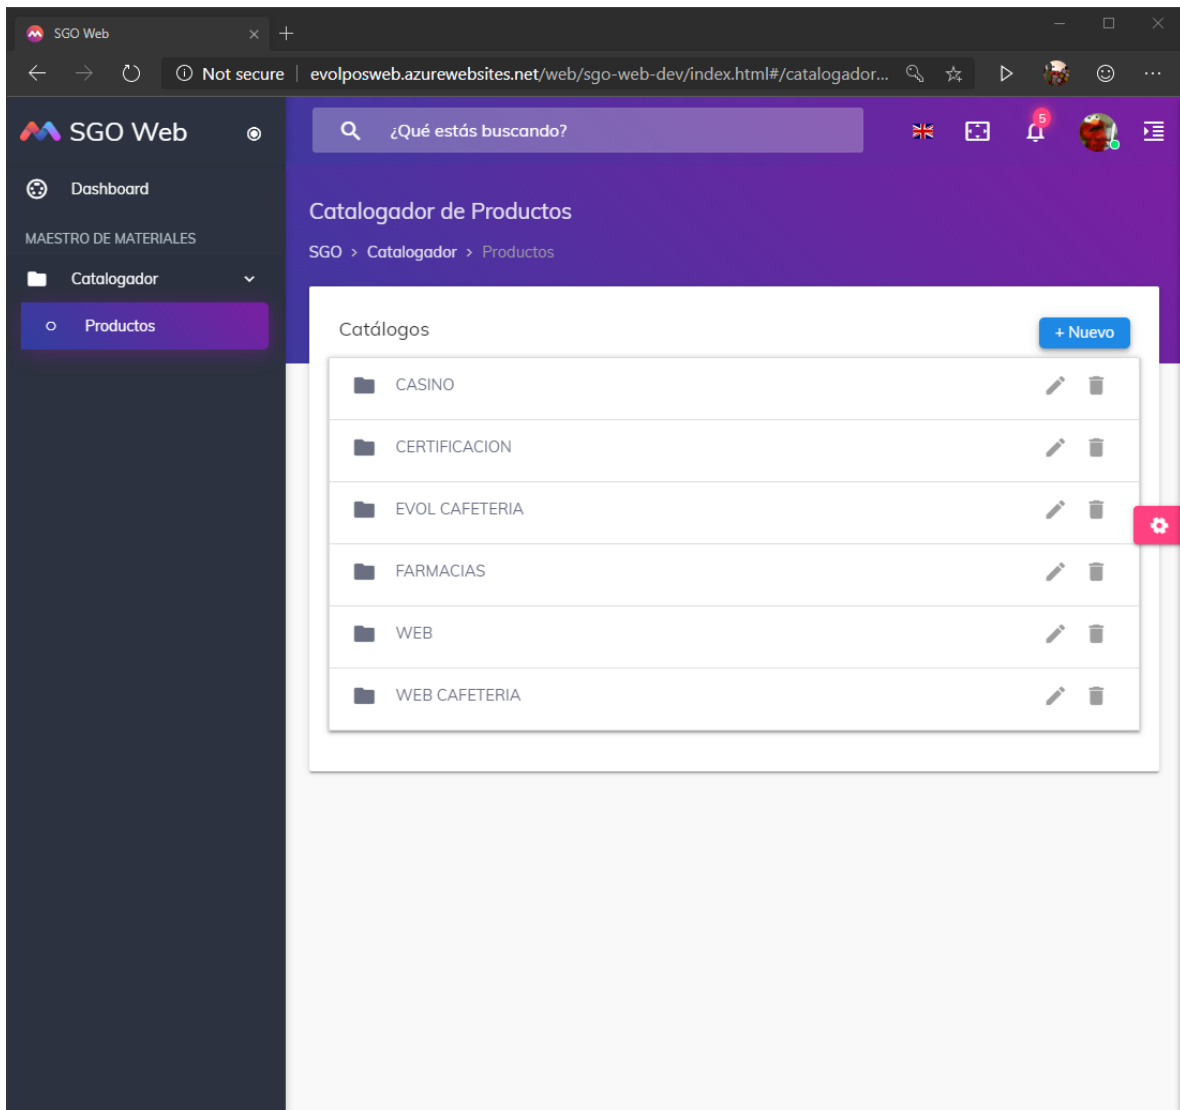 SGO Web
Not secure | evolposweb.azurewebsites.net/web/sgo-web-dev/index.html#/catalogador...
SGO Web
¿Qué estás buscando?
5
Dashboard
MAESTRO DE MATERIALES
Catalogador
Productos
Catalogador de Productos
SGO > Catalogador > Productos
Catálogos
+ Nuevo
CASINO
CERTIFICACION
EVOL CAFETERIA
FARMACIAS
WEB
WEB CAFETERIA